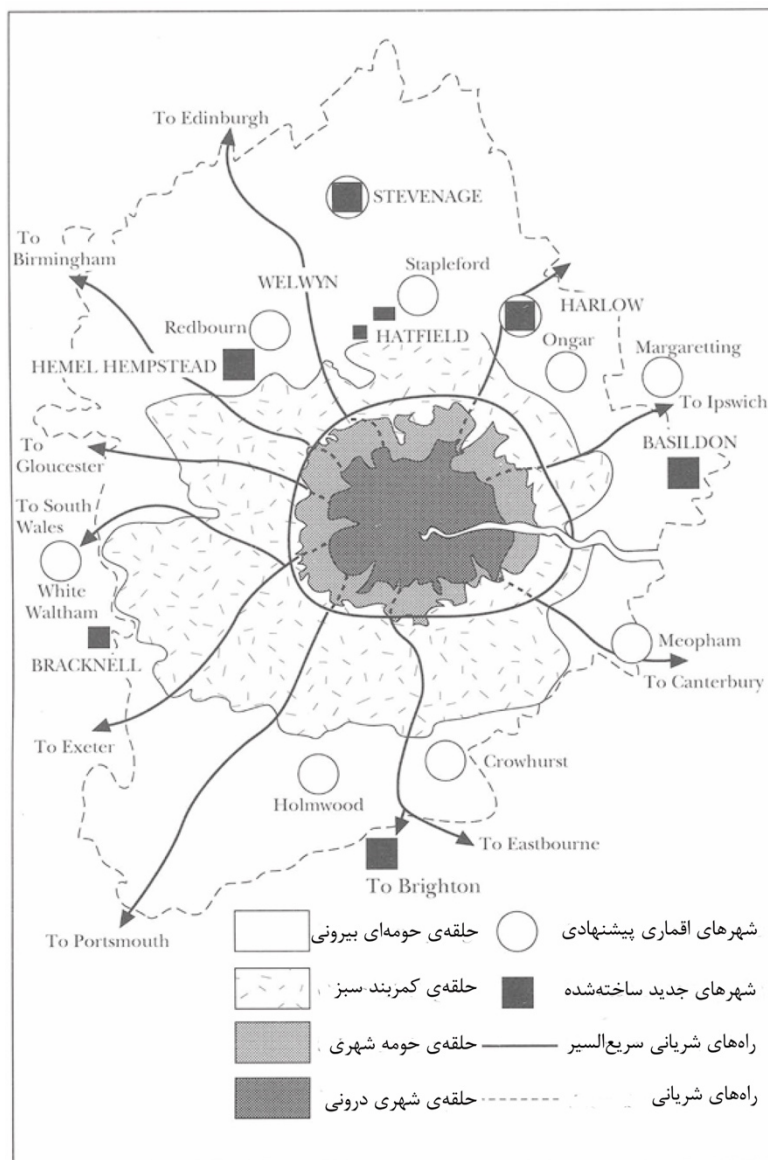 To Edinburgh
STEVENAGE
To
Birmingham
WELWYN
Stapleford
HARLOW
Redbourn
HATFIELD
Ongar
Margaretting
HEMEL HEMPSTEAD
To Ipswich
To
Gloucester
BASILDON
To South
Wales
White
Waltham
BRACKNELL
Meopham
To Canterbury
To Exeter
Crowhurst
Holmwood
To Eastbourne
To Brighton
To Portsmouth
شهرهای اقماری پیشنهادی
حلقه‌ی حومه‌ای بیرونی
شهرهای جدید ساخته‌شده
حلقه‌ی کمربند سبز
راه‌های شریانی سریع‌السیر
حلقه‌ی حومه شهری
راه‌های شریانی
حلقه‌ی شهری درونی